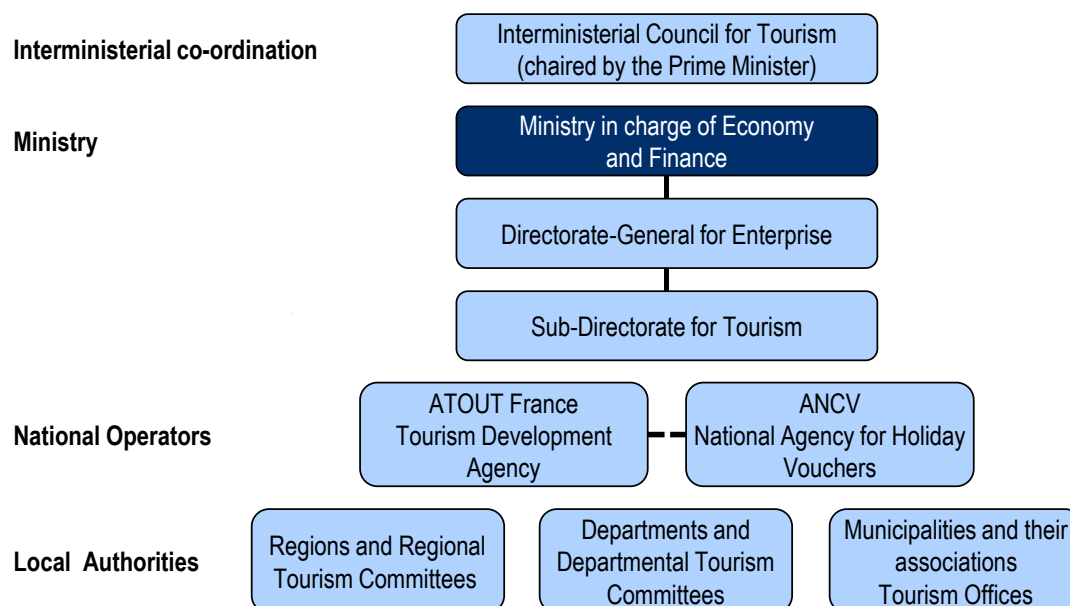 Interministerial co-ordination
Interministerial Council for Tourism
(chaired by the Prime Minister)
Ministry
Ministry in charge of Economy
and Finance
Directorate-General for Enterprise
Sub-Directorate for Tourism
National Operators
ATOUT France
Tourism Development
Agency
ANCV
National Agency for Holiday
Vouchers
Local Authorities
Regions and Regional
Tourism Committees
Departments and
Departmental Tourism
Committees
Municipalities and their
associations
Tourism Offices